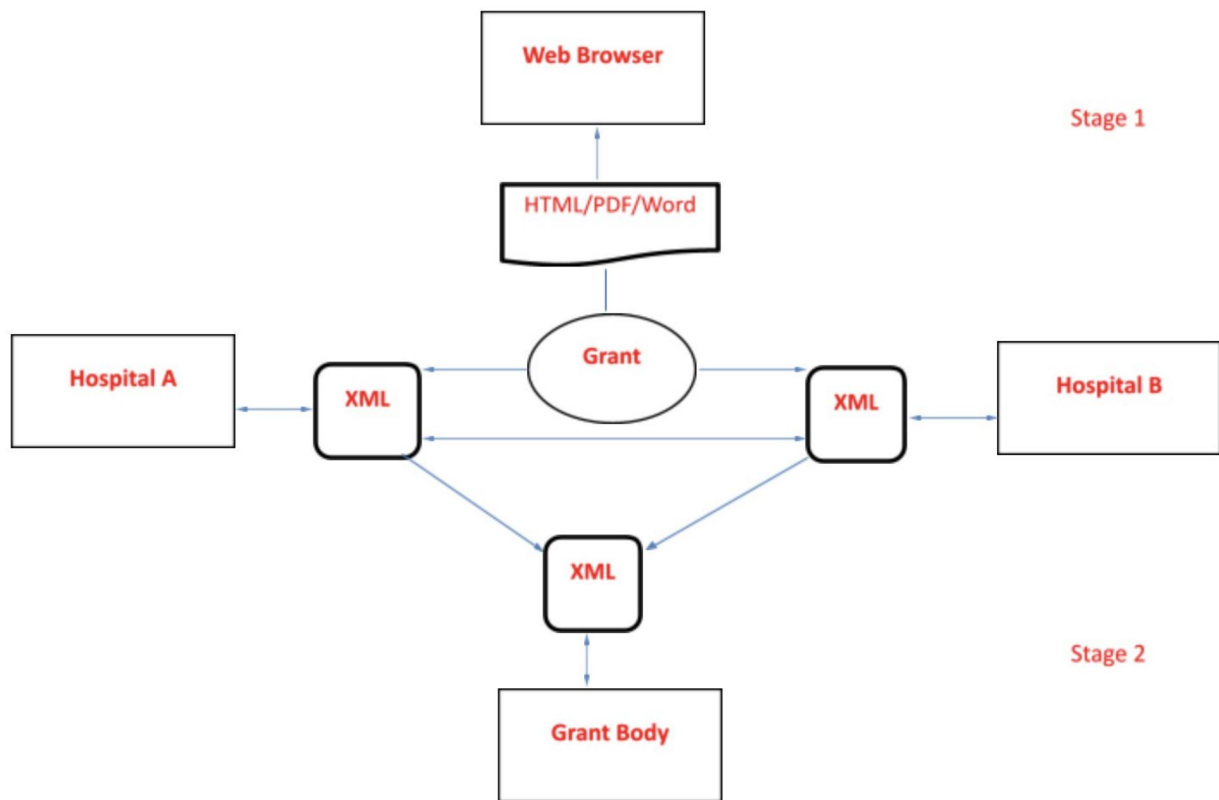 Web Browser
Stage 1
HTML/PDF/Word
Grant
Hospital A
XML
XML
Hospital B
XML
Stage 2
Grant Body